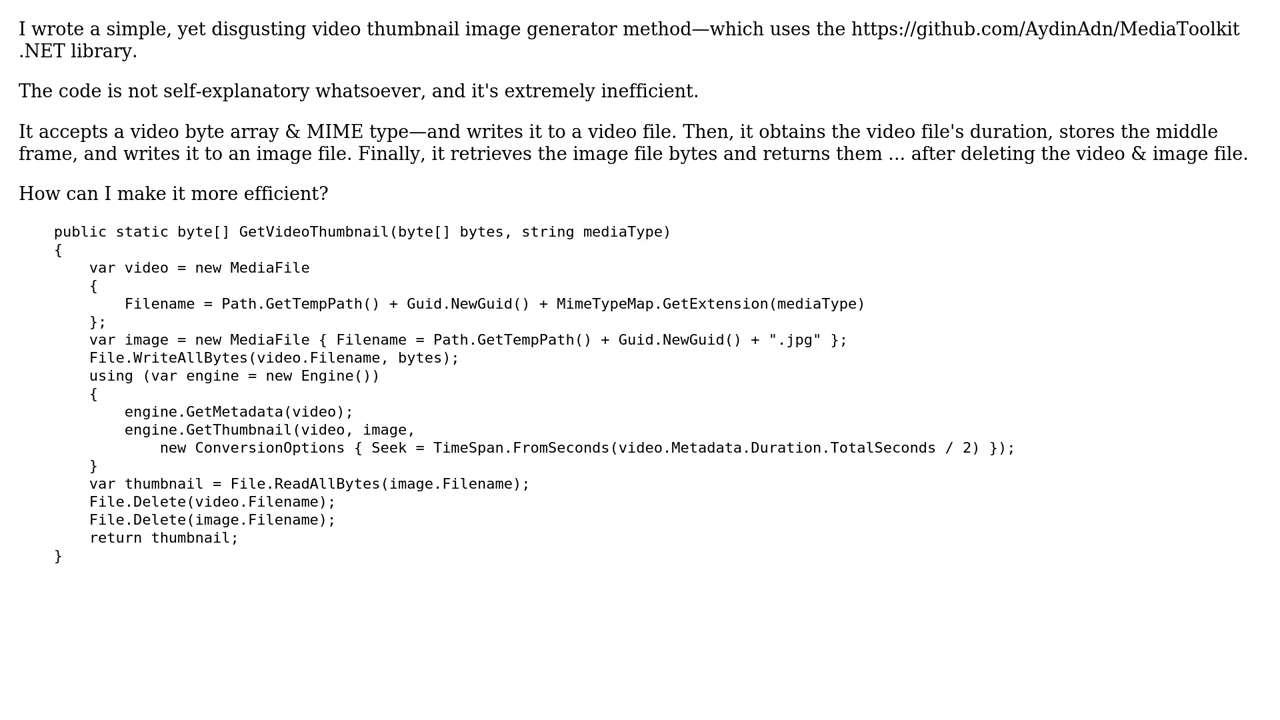 I wrote a simple, yet disgusting video thumbnail image generator method—which uses the https://github.com/AydinAdn/MediaToolkit
.NET library.
The code is not self-explanatory whatsoever, and it's extremely inefficient.
It accepts a video byte array & MIME type—and writes it to a video file. Then, it obtains the video file's duration, stores the middle
frame, and writes it to an image file. Finally, it retrieves the image file bytes and returns them ... after deleting the video & image file.
How can I make it more efficient?
public static byte[] GetVideoThumbnail(byte[] bytes, string mediaType)
{
    var video = new MediaFile
    {
        Filename = Path.GetTempPath() + Guid.NewGuid() + MimeTypeMap.GetExtension(mediaType)
    };
    var image = new MediaFile { Filename = Path.GetTempPath() + Guid.NewGuid() + ".jpg" };
    File.WriteAllBytes(video.Filename, bytes);
    using (var engine = new Engine())
    {
        engine.GetMetadata(video);
        engine.GetThumbnail(video, image,
            new ConversionOptions { Seek = TimeSpan.FromSeconds(video.Metadata.Duration.TotalSeconds / 2) });
    }
    var thumbnail = File.ReadAllBytes(image.Filename);
    File.Delete(video.Filename);
    File.Delete(image.Filename);
    return thumbnail;
}